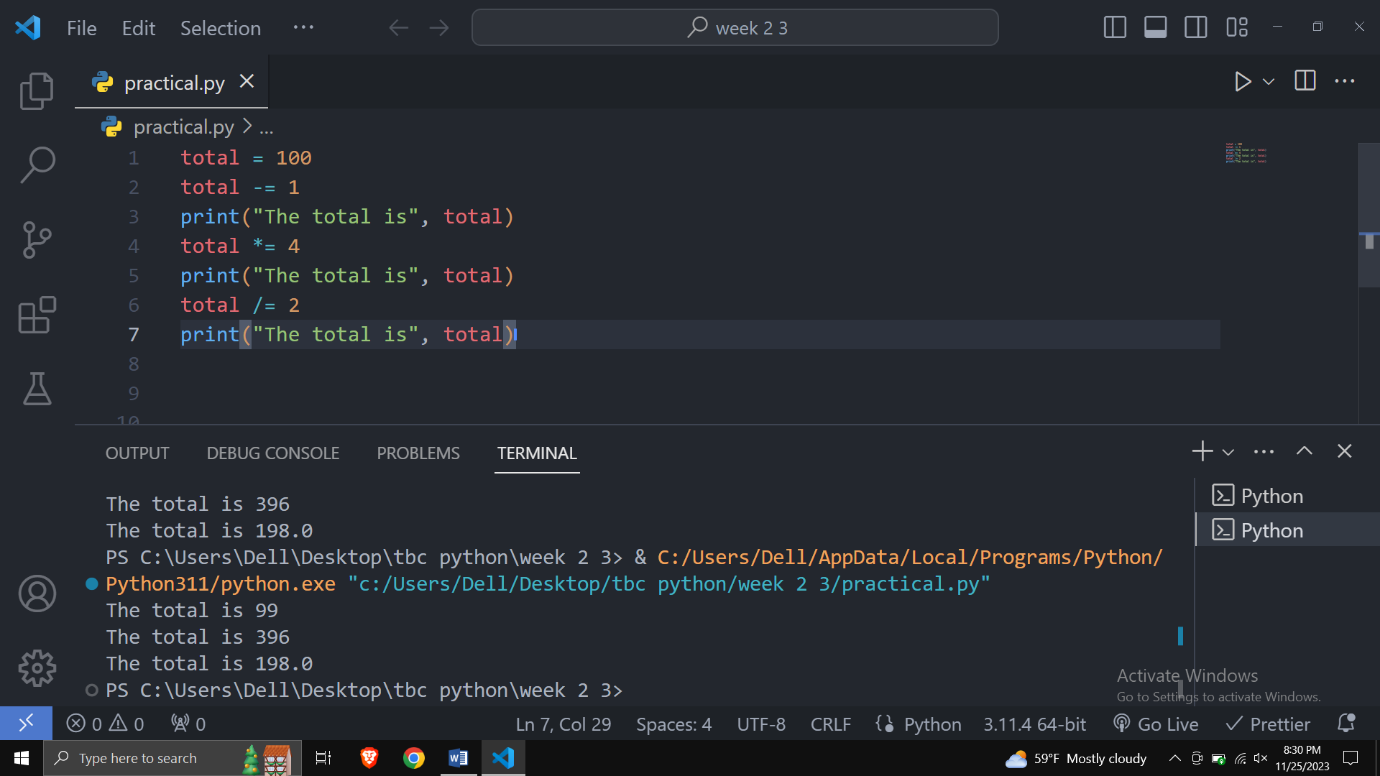 File Edit Selection ··· week 2 3
practical.py
practical.py > ...
1 total = 100
2 total -= 1
3 print("The total is", total)
4 total *= 4
5 print("The total is", total)
6 total /= 2
7 print("The total is", total)
8
9
10
OUTPUT DEBUG CONSOLE PROBLEMS TERMINAL
The total is 396
The total is 198.0
PS C:\Users\Dell\Desktop\tbc python\week 2 3> & C:/Users/Dell/AppData/Local/Programs/Python/
Python311/python.exe "c:/Users/Dell/Desktop/tbc python/week 2 3/practical.py"
The total is 99
The total is 396
The total is 198.0
PS C:\Users\Dell\Desktop\tbc python\week 2 3>
Python
Python
Activate Windows
Go to Settings to activate Windows.
0 0 0 Ln 7, Col 29 Spaces: 4 UTF-8 CRLF Python 3.11.4 64-bit Go Live Prettier
Type here to search 59°F Mostly cloudy 8:30 PM
11/25/2023